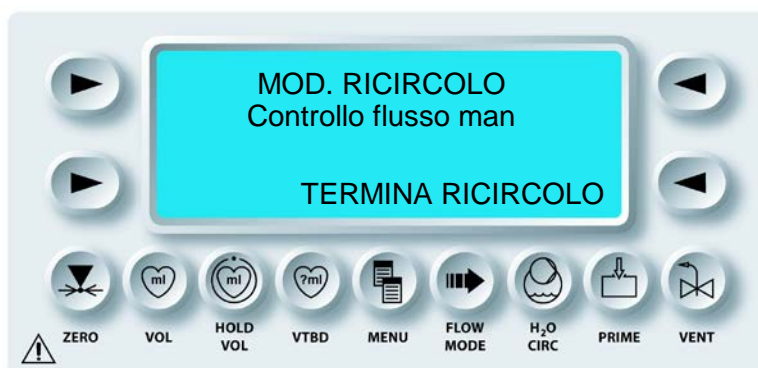 MOD. RICIRCOLO
Controllo flusso man
TERMINA RICIRCOLO
ml
ml
?ml
ZERO
VOL
HOLD VOL
VTBD
MENU
FLOW MODE
H₂O CIRC
PRIME
VENT